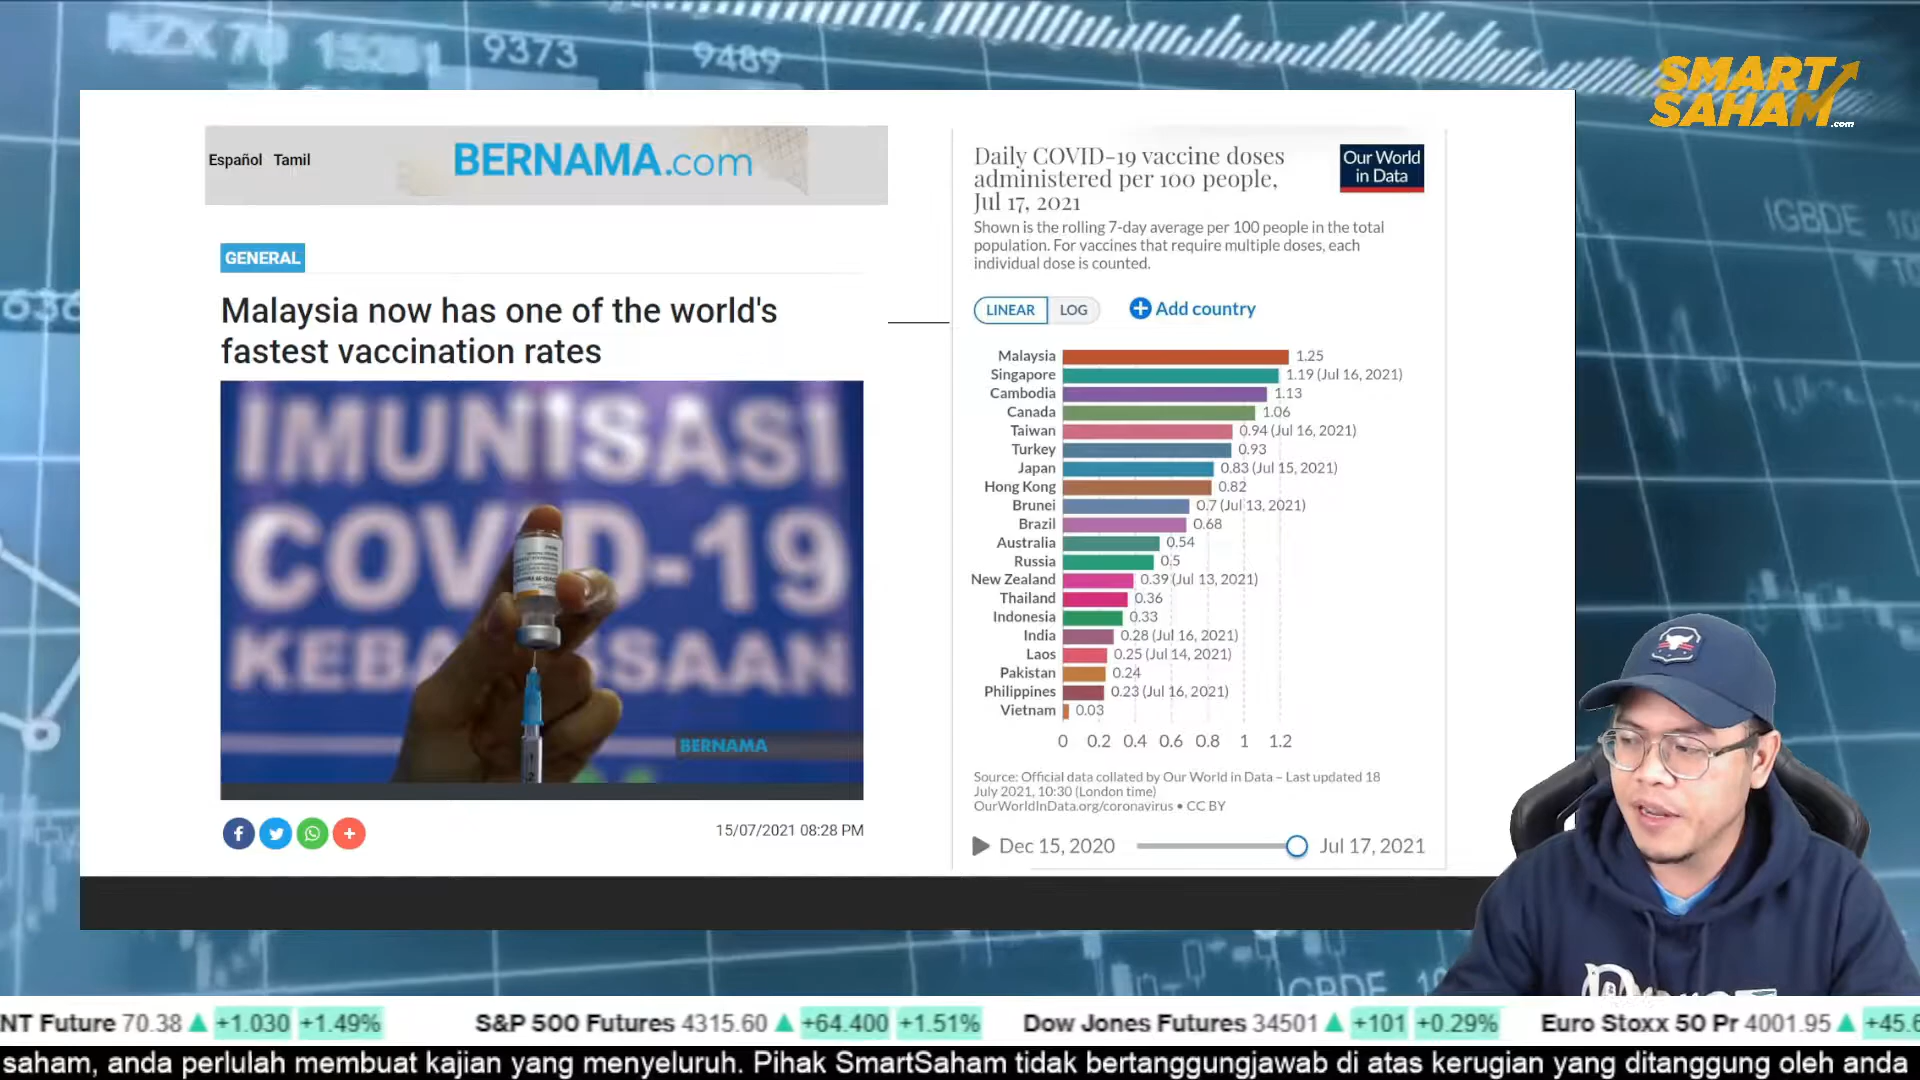 NZX 70 15251 9373 9489
SMART
SAHAM
.com
Español Tamil
BERNAMA.com
GENERAL
Malaysia now has one of the world's
fastest vaccination rates
IMUNISASI
COVID-19
KEBANGSAAN
BERNAMA
15/07/2021 08:28 PM
Daily COVID-19 vaccine doses
administered per 100 people,
Jul 17, 2021
Our World
in Data
Shown is the rolling 7-day average per 100 people in the total
population. For vaccines that require multiple doses, each
individual dose is counted.
LINEAR LOG Add country
Malaysia 1.25
Singapore 1.19 (Jul 16, 2021)
Cambodia 1.13
Canada 1.06
Taiwan 0.94 (Jul 16, 2021)
Turkey 0.93
Japan 0.83 (Jul 15, 2021)
Hong Kong 0.82
Brunei 0.7 (Jul 13, 2021)
Brazil 0.68
Australia 0.54
Russia 0.5
New Zealand 0.39 (Jul 13, 2021)
Thailand 0.36
Indonesia 0.33
India 0.28 (Jul 16, 2021)
Laos 0.25 (Jul 14, 2021)
Pakistan 0.24
Philippines 0.23 (Jul 16, 2021)
Vietnam 0.03
0 0.2 0.4 0.6 0.8 1 1.2
Source: Official data collated by Our World in Data – Last updated 18
July 2021, 10:30 (London time)
OurWorldInData.org/coronavirus • CC BY
Dec 15, 2020 Jul 17, 2021
IGBDE
IGBDE
NT Future 70.38 ▲ +1.030 +1.49% S&P 500 Futures 4315.60 ▲ +64.400 +1.51% Dow Jones Futures 34501 ▲ +101 +0.29% Euro Stoxx 50 Pr 4001.95 ▲ +45.6
saham, anda perlulah membuat kajian yang menyeluruh. Pihak SmartSaham tidak bertanggungjawab di atas kerugian yang ditanggung oleh anda